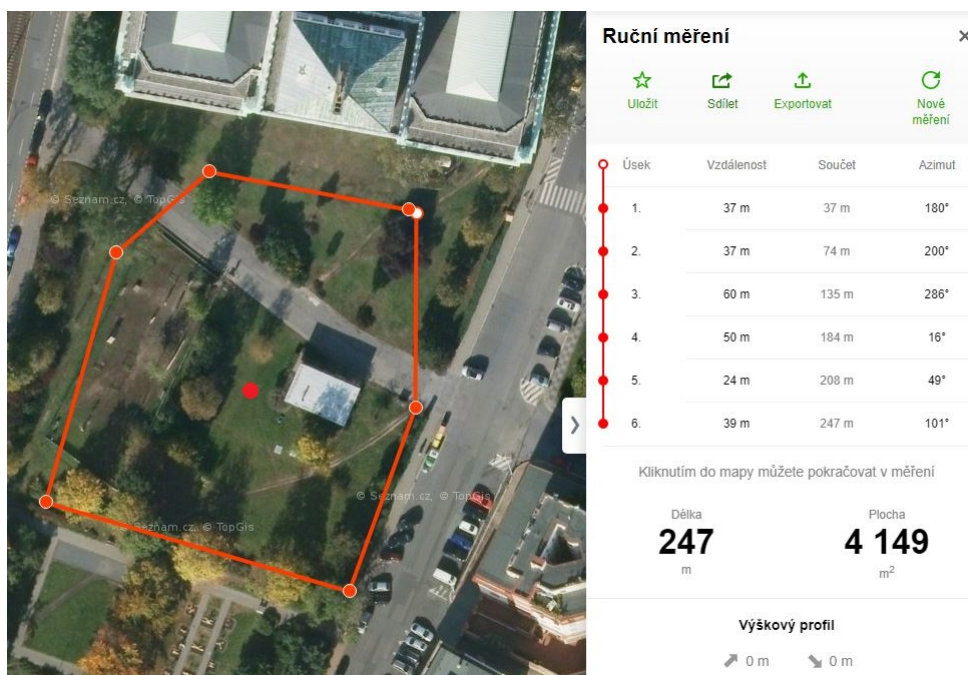 © Seznam.cz, © TopGis
© Seznam.cz, © TopGis
© Seznam.cz, © TopGis
Ruční měření
Uložit
Sdílet
Exportovat
Nové
měření
Úsek Vzdálenost Součet Azimut
1. 37 m 37 m 180°
2. 37 m 74 m 200°
3. 60 m 135 m 286°
4. 50 m 184 m 16°
5. 24 m 208 m 49°
6. 39 m 247 m 101°
Kliknutím do mapy můžete pokračovat v měření
Délka Plocha
247 4 149
m m²
Výškový profil
0 m 0 m